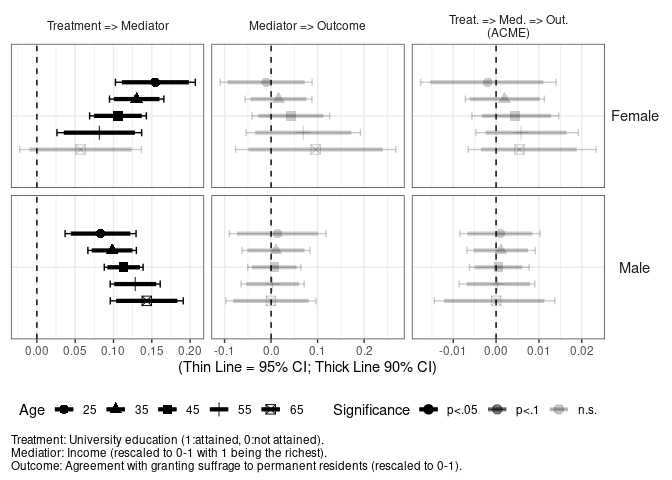 Treatment => Mediator
Mediator => Outcome
Treat. => Med. => Out.
(ACME)
Female
Male
0.00 0.05 0.10 0.15 0.20
-0.1 0.0 0.1 0.2
-0.01 0.00 0.01 0.02
(Thin Line = 95% CI; Thick Line 90% CI)
Age 25 35 45 55 65 Significance p<.05 p<.1 n.s.
Treatment: University education (1:attained, 0:not attained).
Mediatior: Income (rescaled to 0-1 with 1 being the richest).
Outcome: Agreement with granting suffrage to permanent residents (rescaled to 0-1).